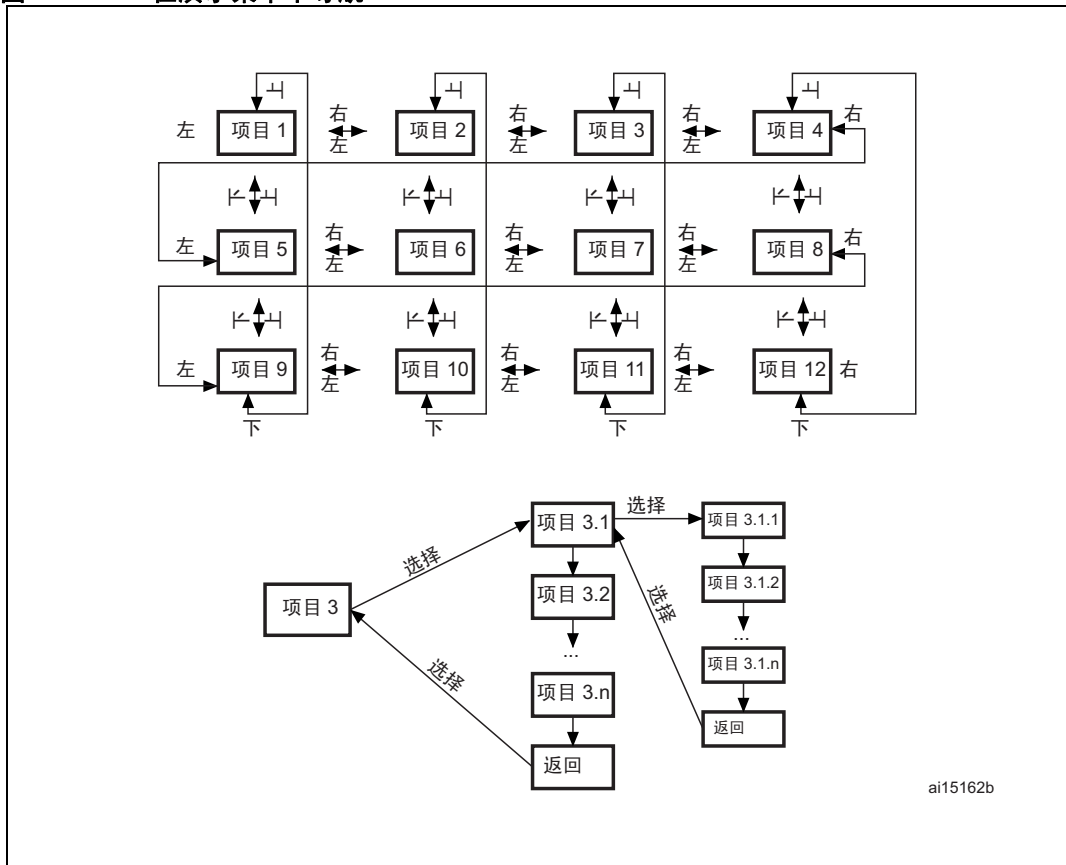 上 上 上 上
左 项目 1 右 左 项目 2 右 左 项目 3 右 左 项目 4 右
下 上 下 上 下 上 下 上
左 项目 5 右 左 项目 6 右 左 项目 7 右 左 项目 8 右
下 上 下 上 下 上 下 上
左 项目 9 右 左 项目 10 右 左 项目 11 右 左 项目 12 右
下 下 下 下
项目 3
选择
选择
项目 3.1
项目 3.2
...
项目 3.n
返回
选择
选择
项目 3.1.1
项目 3.1.2
...
项目 3.1.n
返回
ai15162b